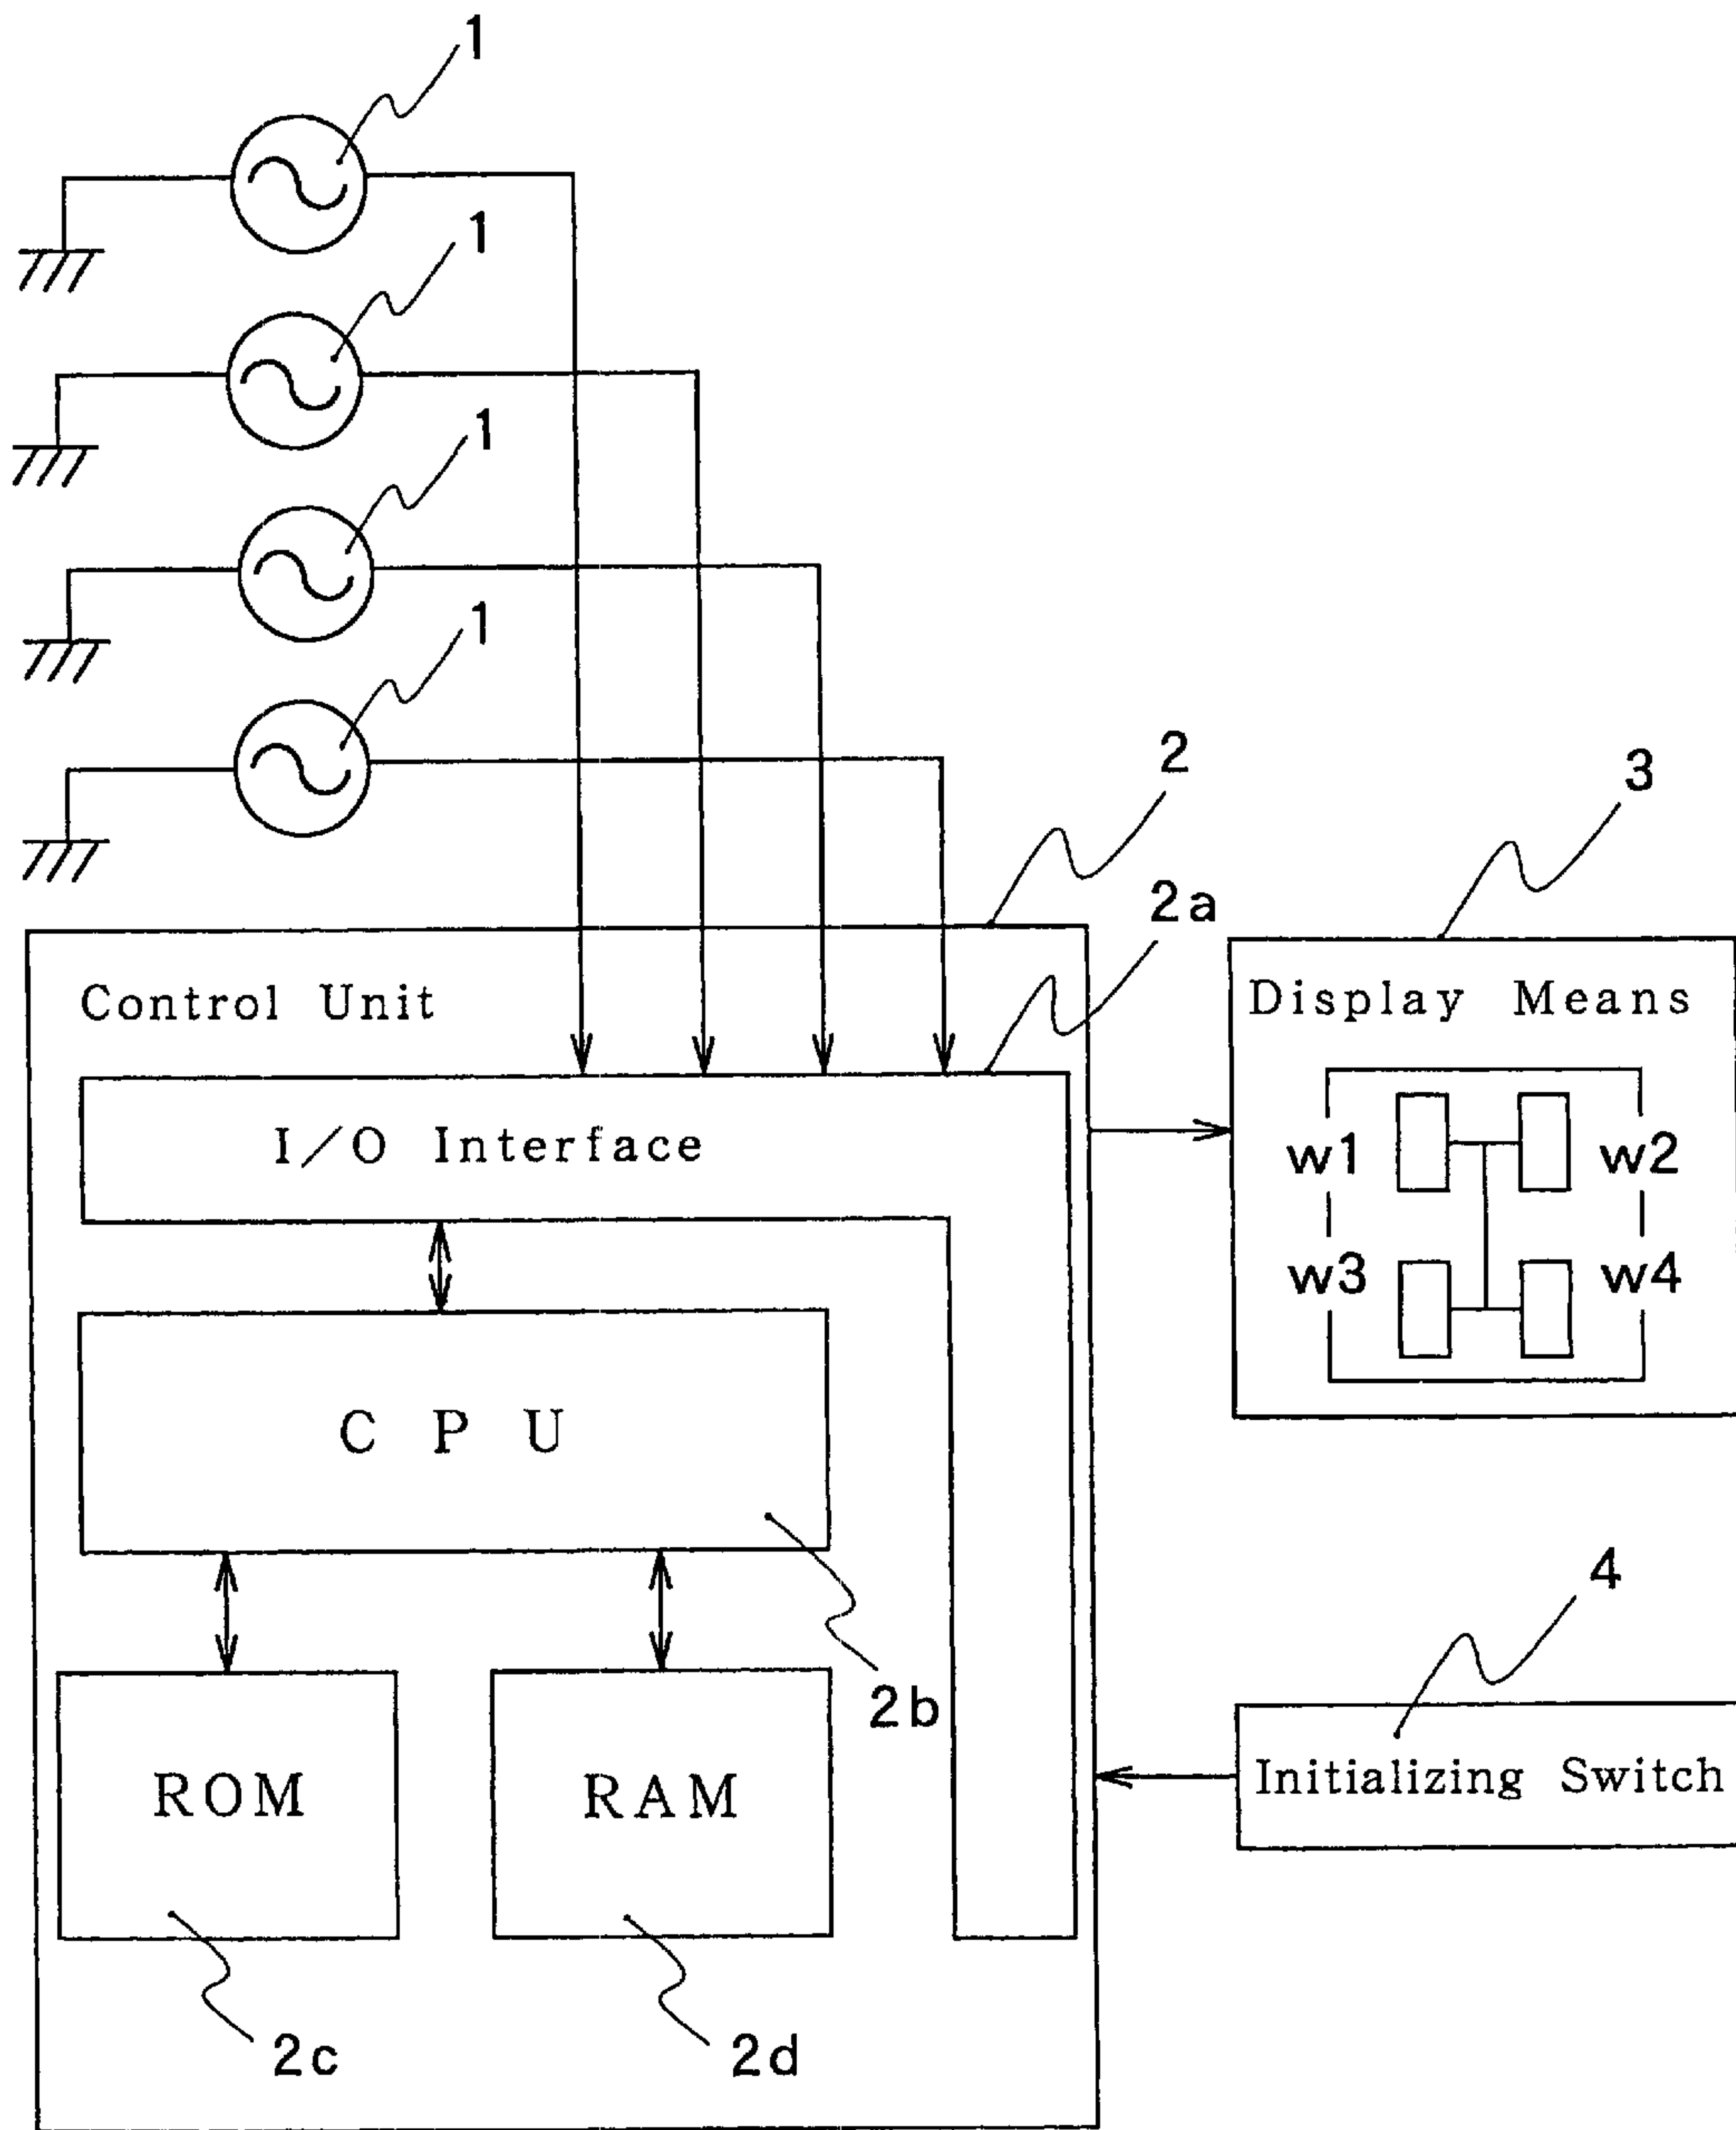 1
1
1
1
2
3
2a
Control Unit
Display Means
I/O Interface
w1 w2
w3 w4
CPU
4
2b
ROM
RAM
Initializing Switch
2c
2d